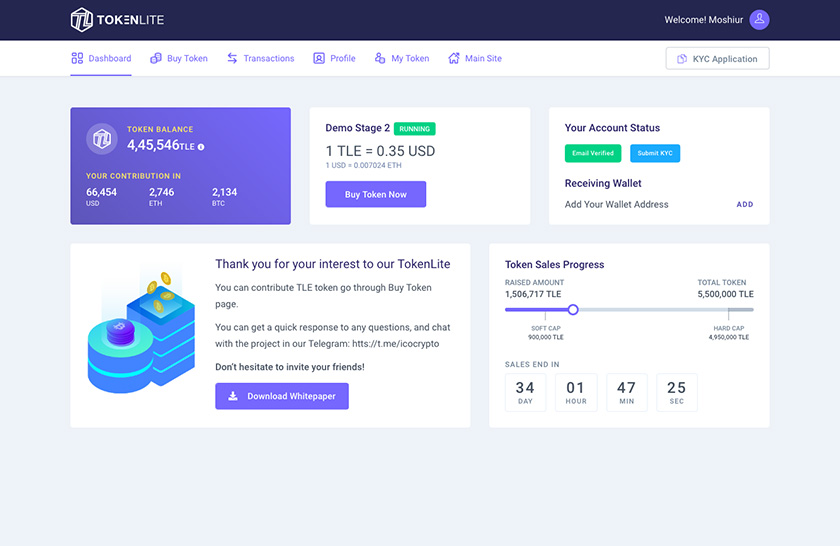 TOKENLITE
Welcome! Moshiur
Dashboard
Buy Token
Transactions
Profile
My Token
Main Site
KYC Application
TOKEN BALANCE
4,45,546TLE
YOUR CONTRIBUTION IN
66,454
2,746
2,134
USD
ETH
BTC
Demo Stage 2 RUNNING
1 TLE = 0.35 USD
1 USD = 0.007024 ETH
Buy Token Now
Your Account Status
Email Verified
Submit KYC
Receiving Wallet
Add Your Wallet Address
ADD
Thank you for your interest to our TokenLite
You can contribute TLE token go through Buy Token
page.
You can get a quick response to any questions, and chat
with the project in our Telegram: htts://t.me/icocrypto
Don't hesitate to invite your friends!
Download Whitepaper
Token Sales Progress
RAISED AMOUNT
TOTAL TOKEN
1,506,717 TLE
5,500,000 TLE
SOFT CAP
HARD CAP
900,000 TLE
4,950,000 TLE
SALES END IN
34
01
47
25
DAY
HOUR
MIN
SEC